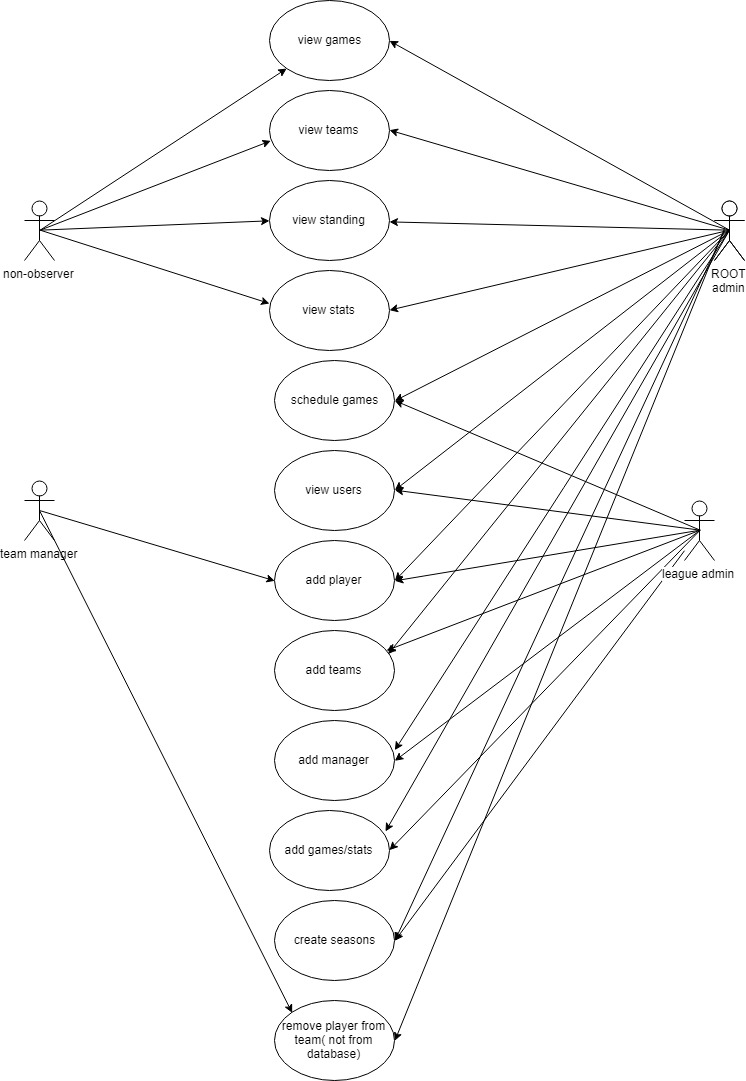 view games
view teams
view standing
non-observer
ROOT
admin
view stats
schedule games
view users
team manager
league admin
add player
add teams
add manager
add games/stats
create seasons
remove player from
team( not from
database)